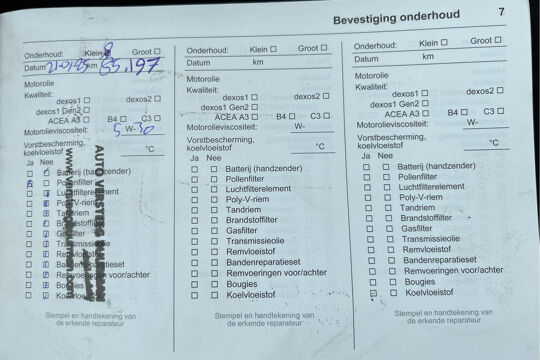 Bevestiging onderhoud 7
Onderhoud: Klein Groot
Datum 21-01-25 km 85.197
Motorolie
Kwaliteit:
dexos1 dexos2
dexos1 Gen2
ACEA A3 B4 C3
Motorolieviscositeit: 5 W- 30
Vorstbescherming,
koelvloeistof °C
Ja Nee
Batterij (handzender)
Pollenfilter
Luchtfilterelement
Poly-V-riem
Tandriem
Brandstoffilter
Gasfilter
Transmissieolie
Remvloeistof
Bandenreparatieset
Remvoeringen voor/achter
Bougies
Koelvloeistof
AUTO VERSTEEG
Stempel en handtekening van
de erkende reparateur
Onderhoud: Klein Groot
Datum km
Motorolie
Kwaliteit:
dexos1 dexos2
dexos1 Gen2
ACEA A3 B4 C3
Motorolieviscositeit: W-
Vorstbescherming,
koelvloeistof °C
Ja Nee
Batterij (handzender)
Pollenfilter
Luchtfilterelement
Poly-V-riem
Tandriem
Brandstoffilter
Gasfilter
Transmissieolie
Remvloeistof
Bandenreparatieset
Remvoeringen voor/achter
Bougies
Koelvloeistof
Stempel en handtekening van
de erkende reparateur
Onderhoud: Klein Groot
Datum km
Motorolie
Kwaliteit:
dexos1 dexos2
dexos1 Gen2
ACEA A3 B4 C3
Motorolieviscositeit: W-
Vorstbescherming,
koelvloeistof °C
Ja Nee
Batterij (handzender)
Pollenfilter
Luchtfilterelement
Poly-V-riem
Tandriem
Brandstoffilter
Gasfilter
Transmissieolie
Remvloeistof
Bandenreparatieset
Remvoeringen voor/achter
Bougies
Koelvloeistof
Stempel en handtekening van
de erkende reparateur